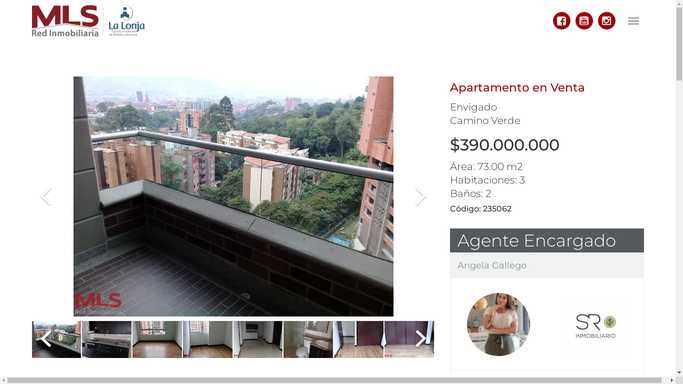 MLS
Red Inmobiliaria
La Lonja
Apartamento en Venta
Envigado
Camino Verde
$390.000.000
Área: 73.00 m2
Habitaciones: 3
Baños: 2
Código: 235062
MLS
Agente Encargado
Angela Gallego
SR
INMOBILIARIO